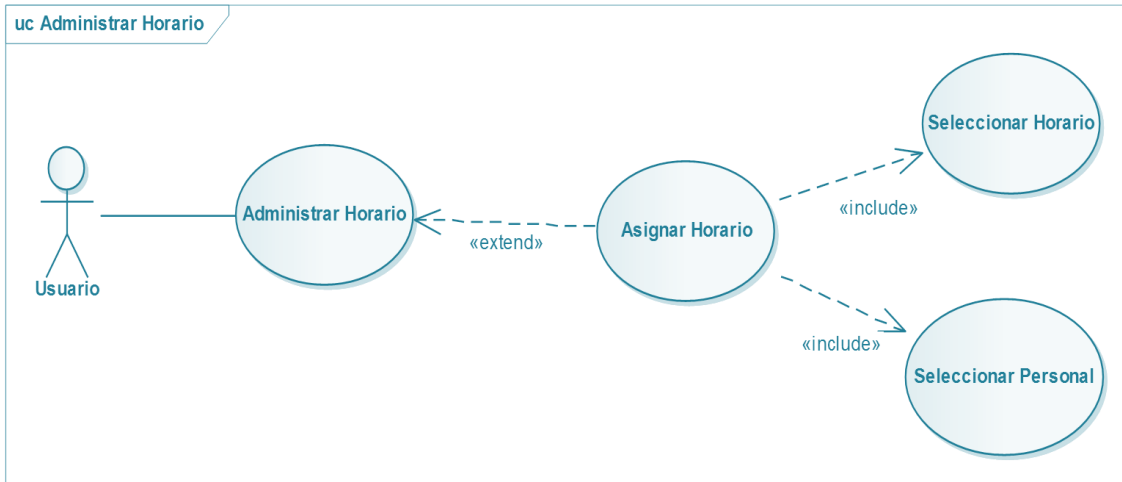 uc Administrar Horario
Seleccionar Horario
«include»
Administrar Horario
Asignar Horario
«extend»
Usuario
«include»
Seleccionar Personal